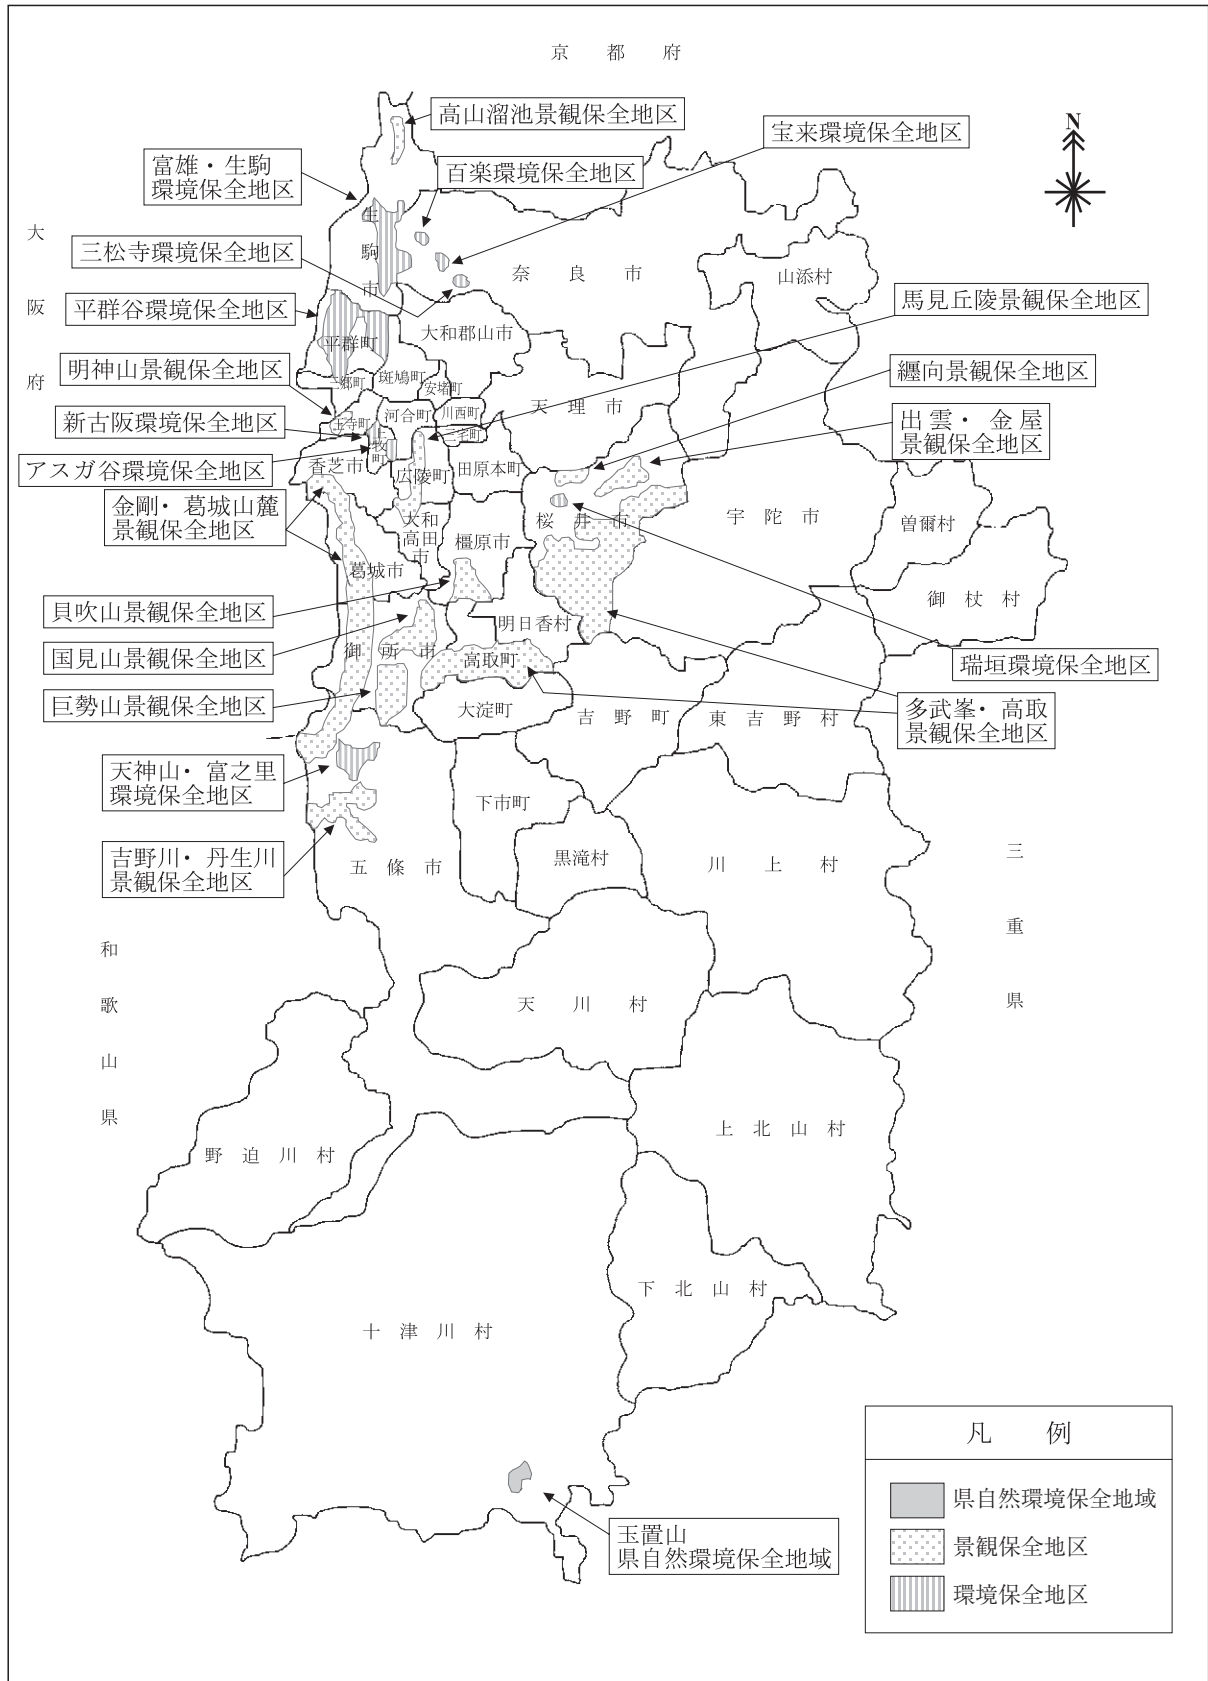 京都府
高山溜池景観保全地区
宝来環境保全地区
富雄・生駒
環境保全地区
百楽環境保全地区
N
大阪府
生駒市
三松寺環境保全地区
奈良市
山添村
平群谷環境保全地区
馬見丘陵景観保全地区
平群町
大和郡山市
明神山景観保全地区
三郷町
斑鳩町
安堵町
纒向景観保全地区
新古阪環境保全地区
王寺町
河合町
川西町
三宅町
天理市
出雲・金屋
景観保全地区
アスガ谷環境保全地区
上牧町
香芝市
広陵町
田原本町
金剛・葛城山麓
景観保全地区
大和
高田
市
橿原市
桜井市
宇陀市
曽爾村
葛城市
御杖村
貝吹山景観保全地区
明日香村
国見山景観保全地区
御所市
高取町
瑞垣環境保全地区
巨勢山景観保全地区
大淀町
吉野町
東吉野村
多武峯・高取
景観保全地区
天神山・富之里
環境保全地区
下市町
吉野川・丹生川
景観保全地区
五條市
黒滝村
川上村
三重県
和歌山県
天川村
野迫川村
上北山村
下北山村
十津川村
玉置山
県自然環境保全地域
凡例
県自然環境保全地域
景観保全地区
環境保全地区